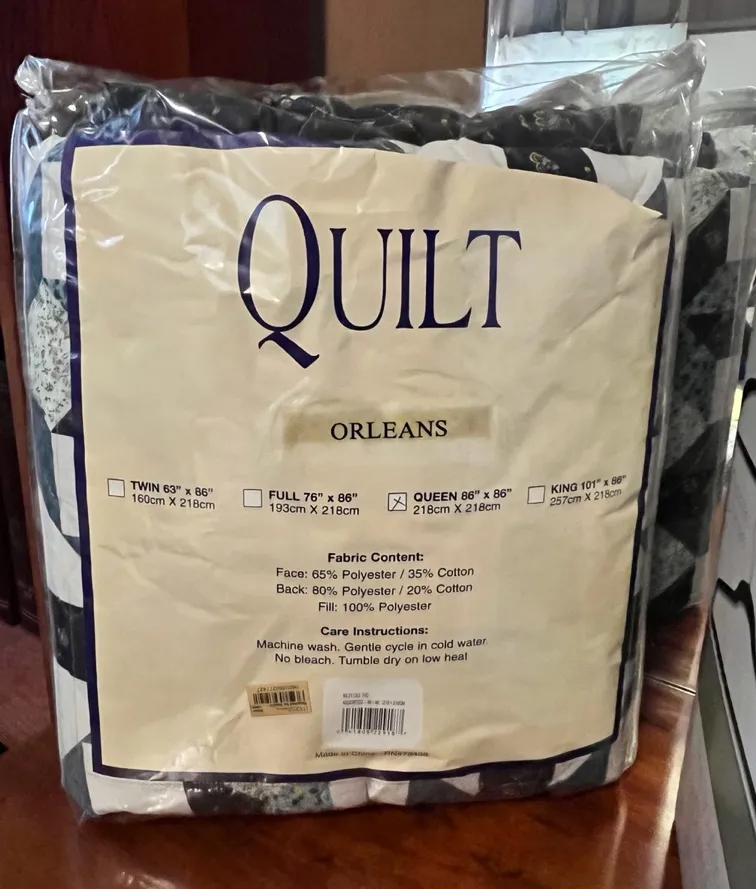 QUILT
ORLEANS
TWIN 63" x 86"
160cm X 218cm
FULL 76" x 86"
193cm X 218cm
QUEEN 86" x 86"
218cm X 218cm
KING 101" x 86"
257cm X 218cm
Fabric Content:
Face: 65% Polyester / 35% Cotton
Back: 80% Polyester / 20% Cotton
Fill: 100% Polyester
Care Instructions:
Machine wash. Gentle cycle in cold water.
No bleach. Tumble dry on low heat
Made in China